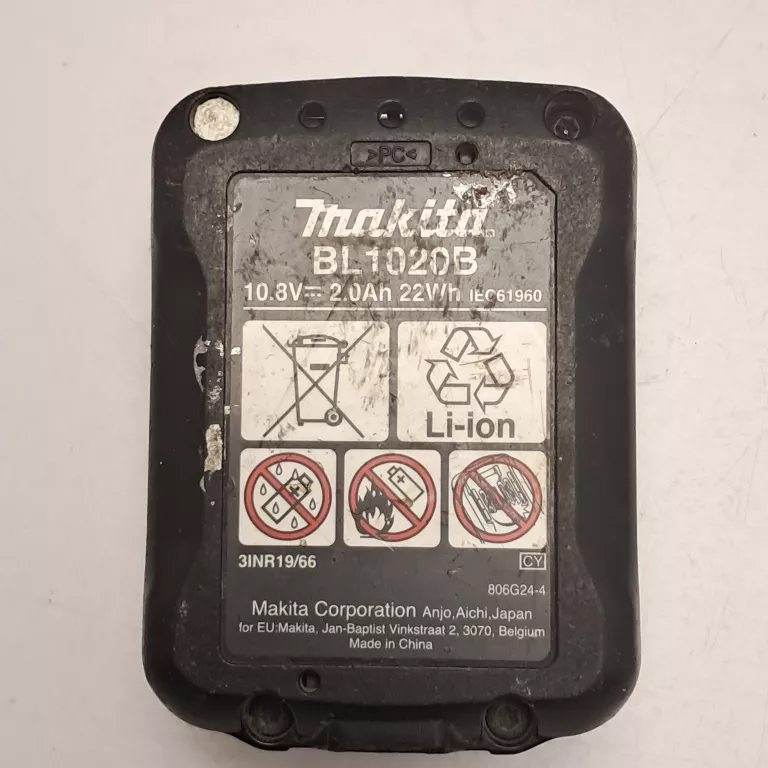 >PC<
makita
BL1020B
10.8V⎓ 2.0Ah 22Wh IEC61960
Li-ion
3INR19/66
CY
806G24-4
Makita Corporation Anjo,Aichi,Japan
for EU:Makita, Jan-Baptist Vinkstraat 2, 3070, Belgium
Made in China